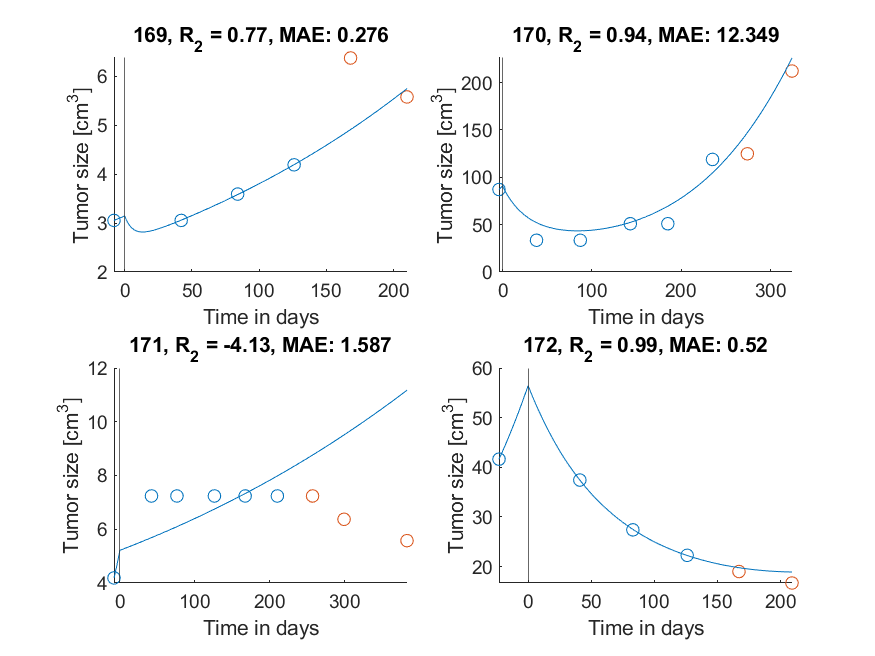 169, R₂ = 0.77, MAE: 0.276
Tumor size [cm³]
6
5
4
3
2
0 50 100 150 200
Time in days
170, R₂ = 0.94, MAE: 12.349
Tumor size [cm³]
200
150
100
50
0
0 100 200 300
Time in days
171, R₂ = -4.13, MAE: 1.587
Tumor size [cm³]
12
10
8
6
4
0 100 200 300
Time in days
172, R₂ = 0.99, MAE: 0.52
Tumor size [cm³]
60
50
40
30
20
0 50 100 150 200
Time in days